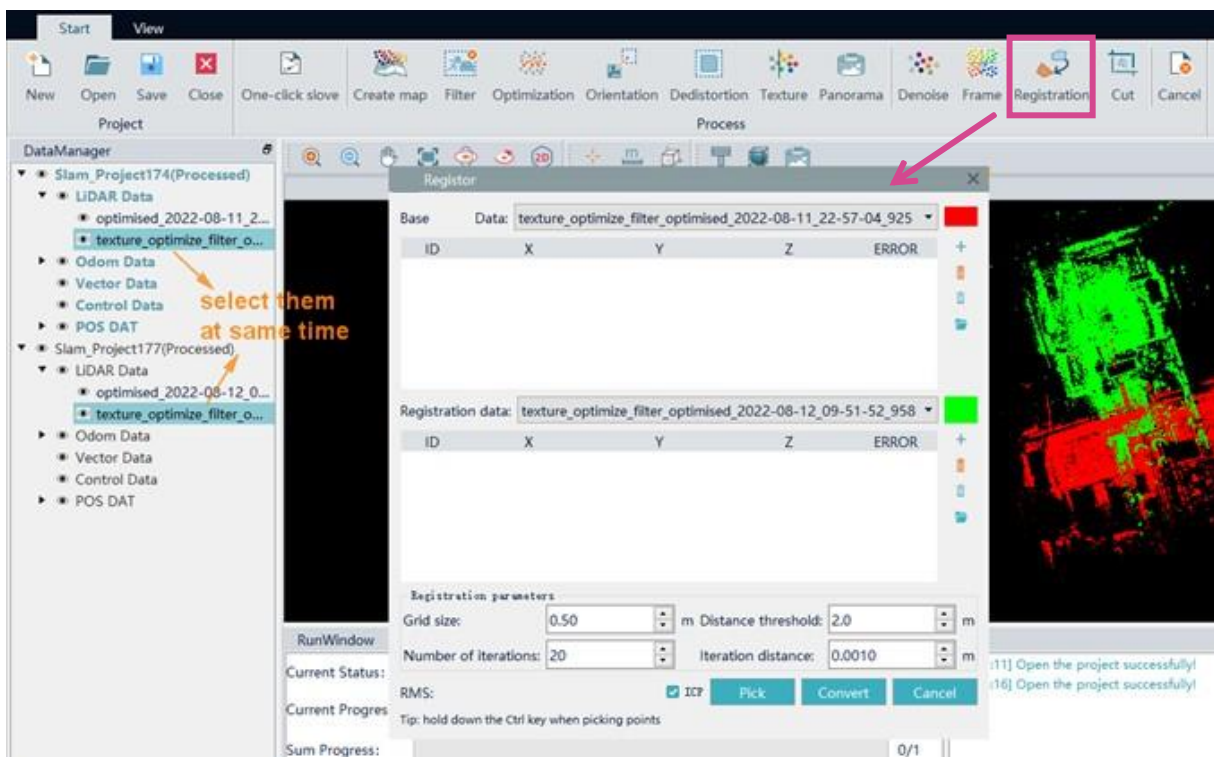 Start View
New Open Save Close One-click slove Create map Filter Optimization Orientation Dedistortion Texture Panorama Denoise Frame Registration Cut Cancel
Project Process
DataManager
2D m
Slam_Project174(Processed)
LiDAR Data
optimised_2022-08-11_2...
texture_optimize_filter_o...
Odom Data
Vector Data
Control Data
POS DAT
Slam_Project177(Processed)
LiDAR Data
optimised_2022-08-12_0...
texture_optimize_filter_o...
Odom Data
Vector Data
Control Data
POS DAT
select them
at same time
Registor
Base Data: texture_optimize_filter_optimised_2022-08-11_22-57-04_925
ID X Y Z ERROR
Registration data: texture_optimize_filter_optimised_2022-08-12_09-51-52_958
ID X Y Z ERROR
Registration parameters
Grid size: 0.50 m Distance threshold: 2.0 m
Number of iterations: 20 Iteration distance: 0.0010 m
RMS: ICP Pick Convert Cancel
Tip: hold down the Ctrl key when picking points
RunWindow
Current Status:
Current Progres
Sum Progress: 0/1
:11] Open the project successfully!
:16] Open the project successfully!